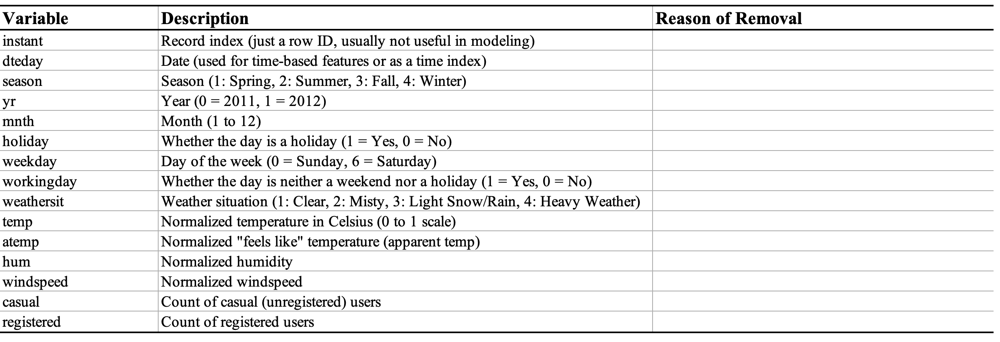 Variable Description Reason of Removal
instant Record index (just a row ID, usually not useful in modeling)
dteday Date (used for time-based features or as a time index)
season Season (1: Spring, 2: Summer, 3: Fall, 4: Winter)
yr Year (0 = 2011, 1 = 2012)
mnth Month (1 to 12)
holiday Whether the day is a holiday (1 = Yes, 0 = No)
weekday Day of the week (0 = Sunday, 6 = Saturday)
workingday Whether the day is neither a weekend nor a holiday (1 = Yes, 0 = No)
weathersit Weather situation (1: Clear, 2: Misty, 3: Light Snow/Rain, 4: Heavy Weather)
temp Normalized temperature in Celsius (0 to 1 scale)
atemp Normalized "feels like" temperature (apparent temp)
hum Normalized humidity
windspeed Normalized windspeed
casual Count of casual (unregistered) users
registered Count of registered users